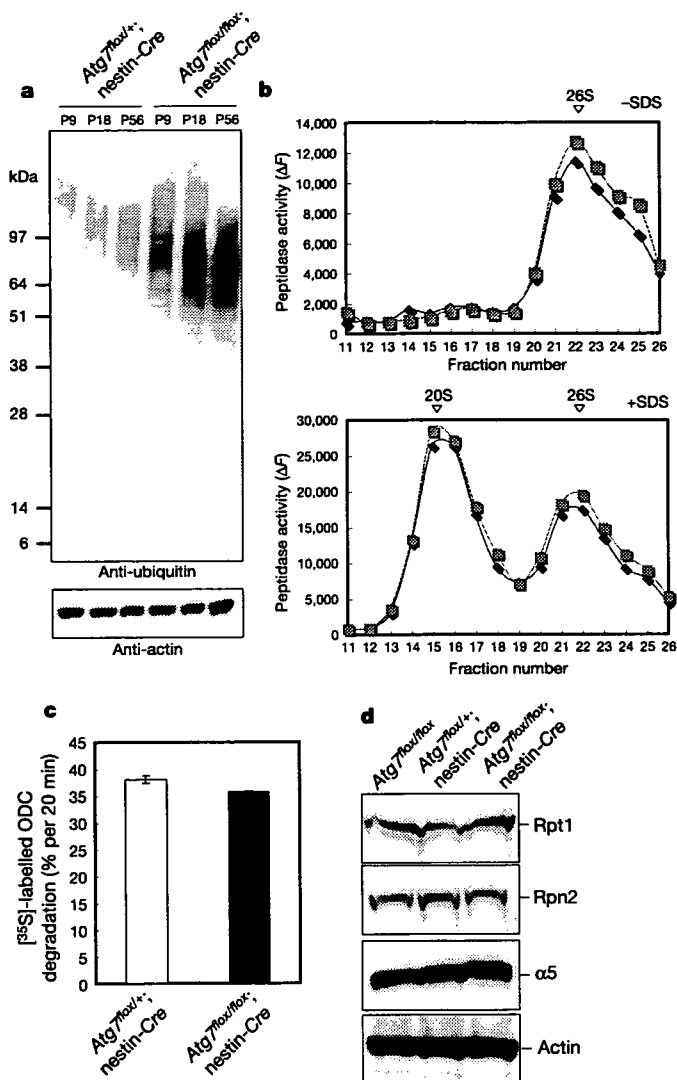 a
Atg7flox/+;
nestin-Cre
Atg7flox/flox;
nestin-Cre
P9 P18 P56 P9 P18 P56
kDa
97
64
51
38
28
14
6
Anti-ubiquitin
Anti-actin
b
26S
–SDS
Peptidase activity (ΔF)
14,000
12,000
10,000
8,000
6,000
4,000
2,000
0
11 12 13 14 15 16 17 18 19 20 21 22 23 24 25 26
Fraction number
20S
26S
+SDS
Peptidase activity (ΔF)
30,000
25,000
20,000
15,000
10,000
5,000
0
11 12 13 14 15 16 17 18 19 20 21 22 23 24 25 26
Fraction number
c
[35S]-labelled ODC
degradation (% per 20 min)
45
40
35
30
25
20
15
10
5
0
Atg7flox/+;
nestin-Cre
Atg7flox/flox;
nestin-Cre
d
Atg7flox/flox
Atg7flox/+;
nestin-Cre
Atg7flox/flox;
nestin-Cre
Rpt1
Rpn2
α5
Actin